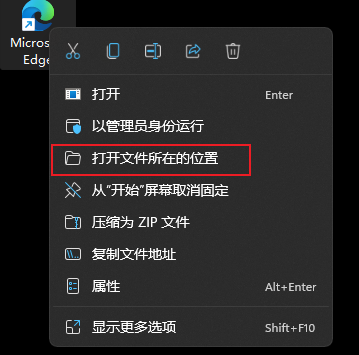 Microsoft
Edge
打开 Enter
以管理员身份运行
打开文件所在的位置
从“开始”屏幕取消固定
压缩为 ZIP 文件
复制文件地址
属性 Alt+Enter
显示更多选项 Shift+F10